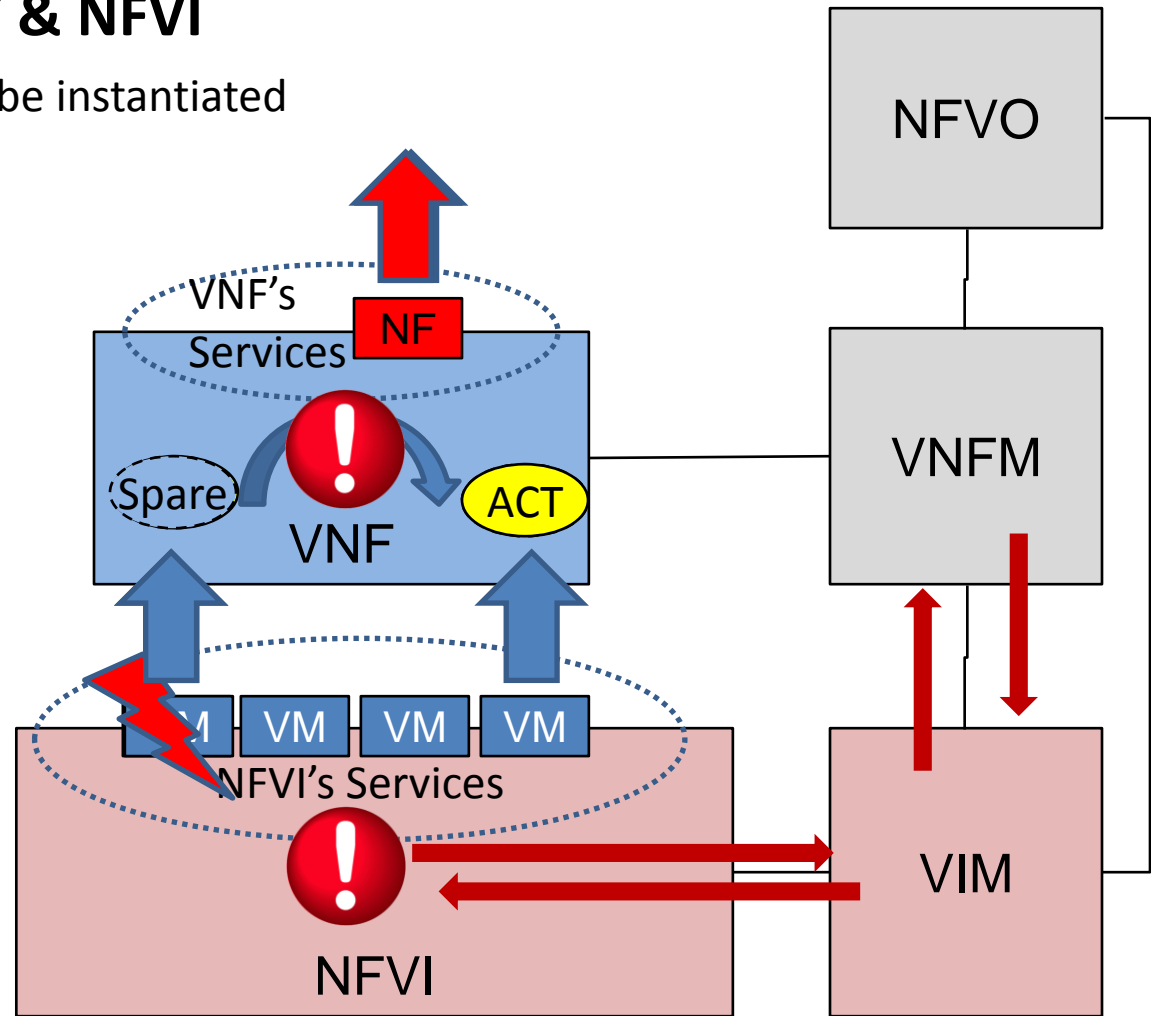 & NFVI
be instantiated
NFVO
VNF's
NF
Services
VNFM
Spare
ACT
VNF
VM
VM
VM
NFVI's Services
VIM
NFVI